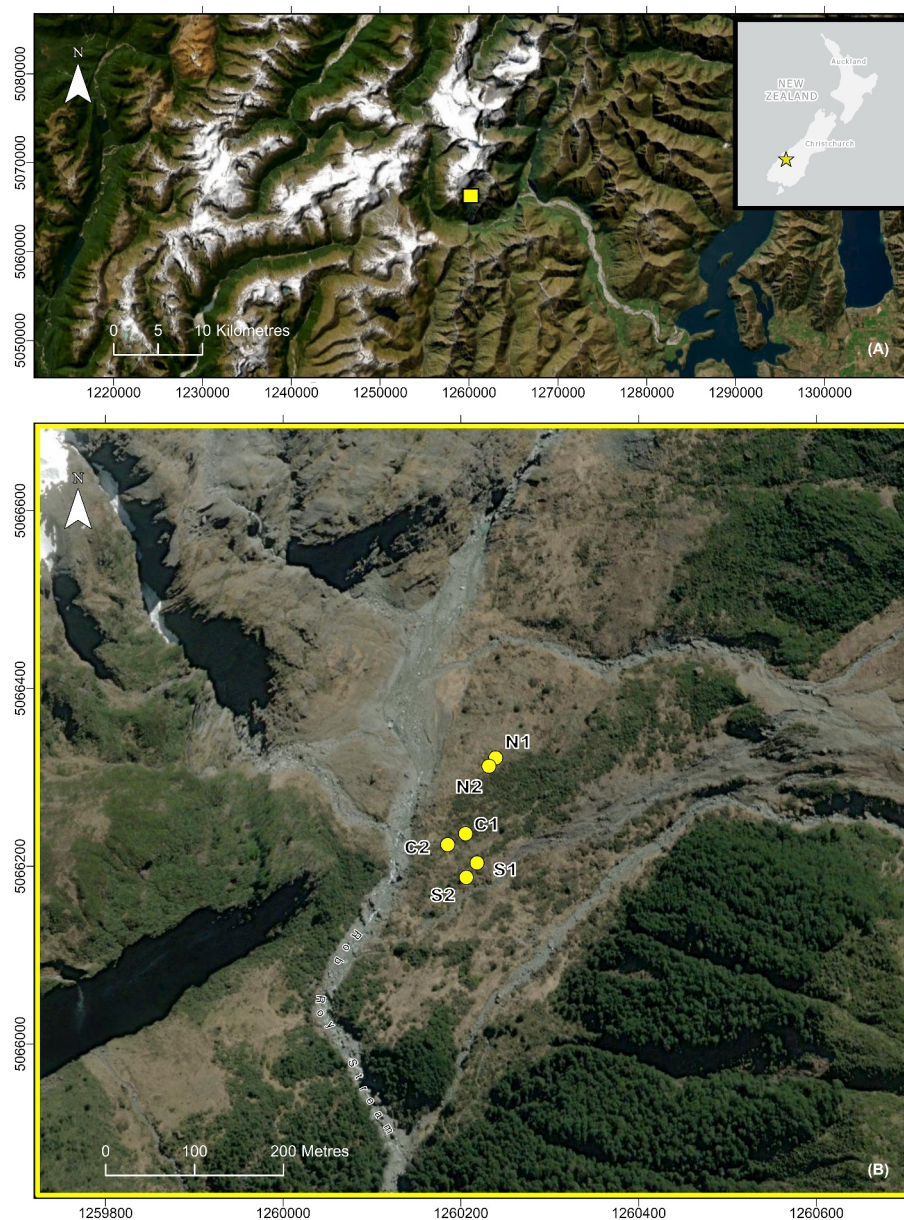 N
Auckland
NEW
ZEALAND
Christchurch
5080000
5070000
5060000
5050000
0 5 10 Kilometres
(A)
1220000 1230000 1240000 1250000 1260000 1270000 1280000 1290000 1300000
N
5066600
5066400
5066200
5066000
N1
N2
C1
C2
S1
S2
Rob Roy Stream
0 100 200 Metres
(B)
1259800 1260000 1260200 1260400 1260600